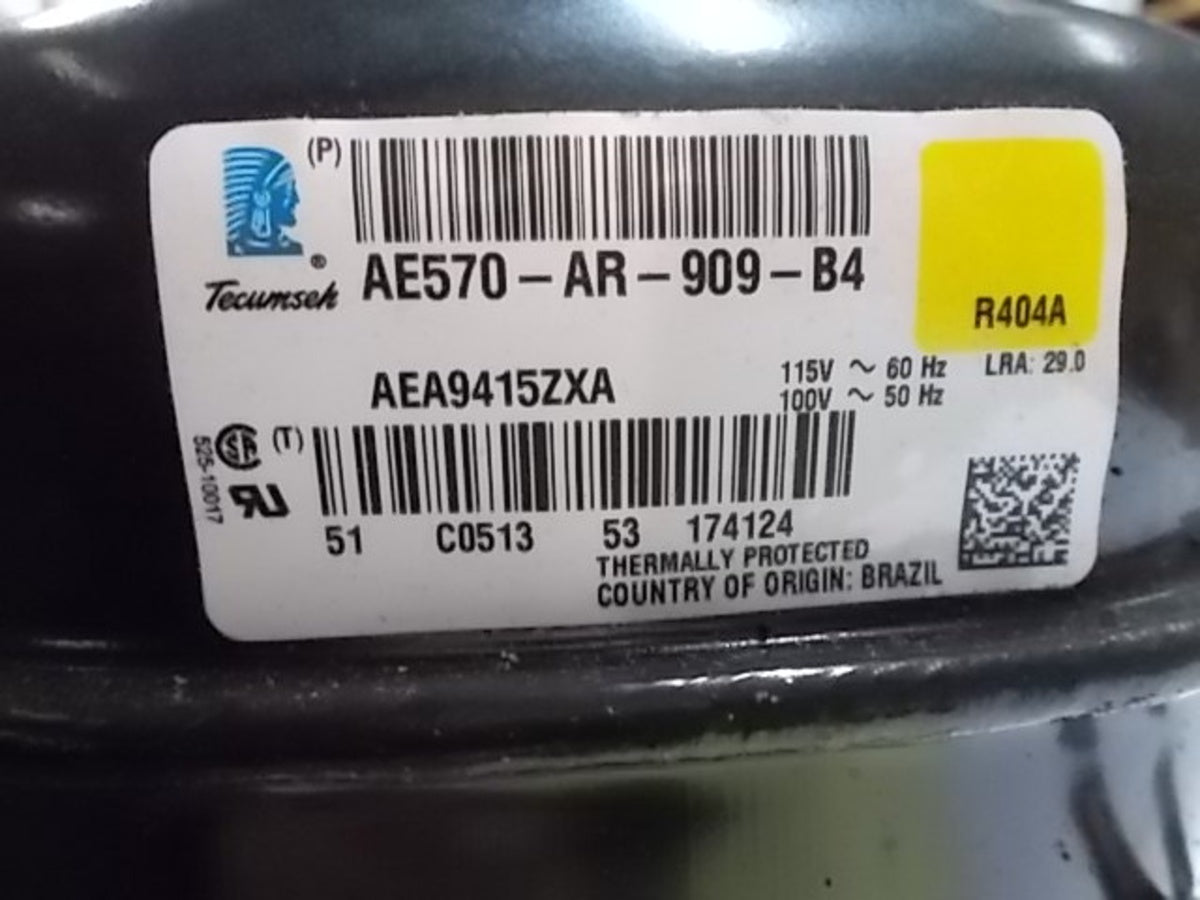 (P)
Tecumseh®
AE570-AR-909-B4
R404A
AEA9415ZXA
115V ~ 60 Hz LRA: 29.0
100V ~ 50 Hz
525-10017
(T)
51 C0513 53 174124
THERMALLY PROTECTED
COUNTRY OF ORIGIN: BRAZIL